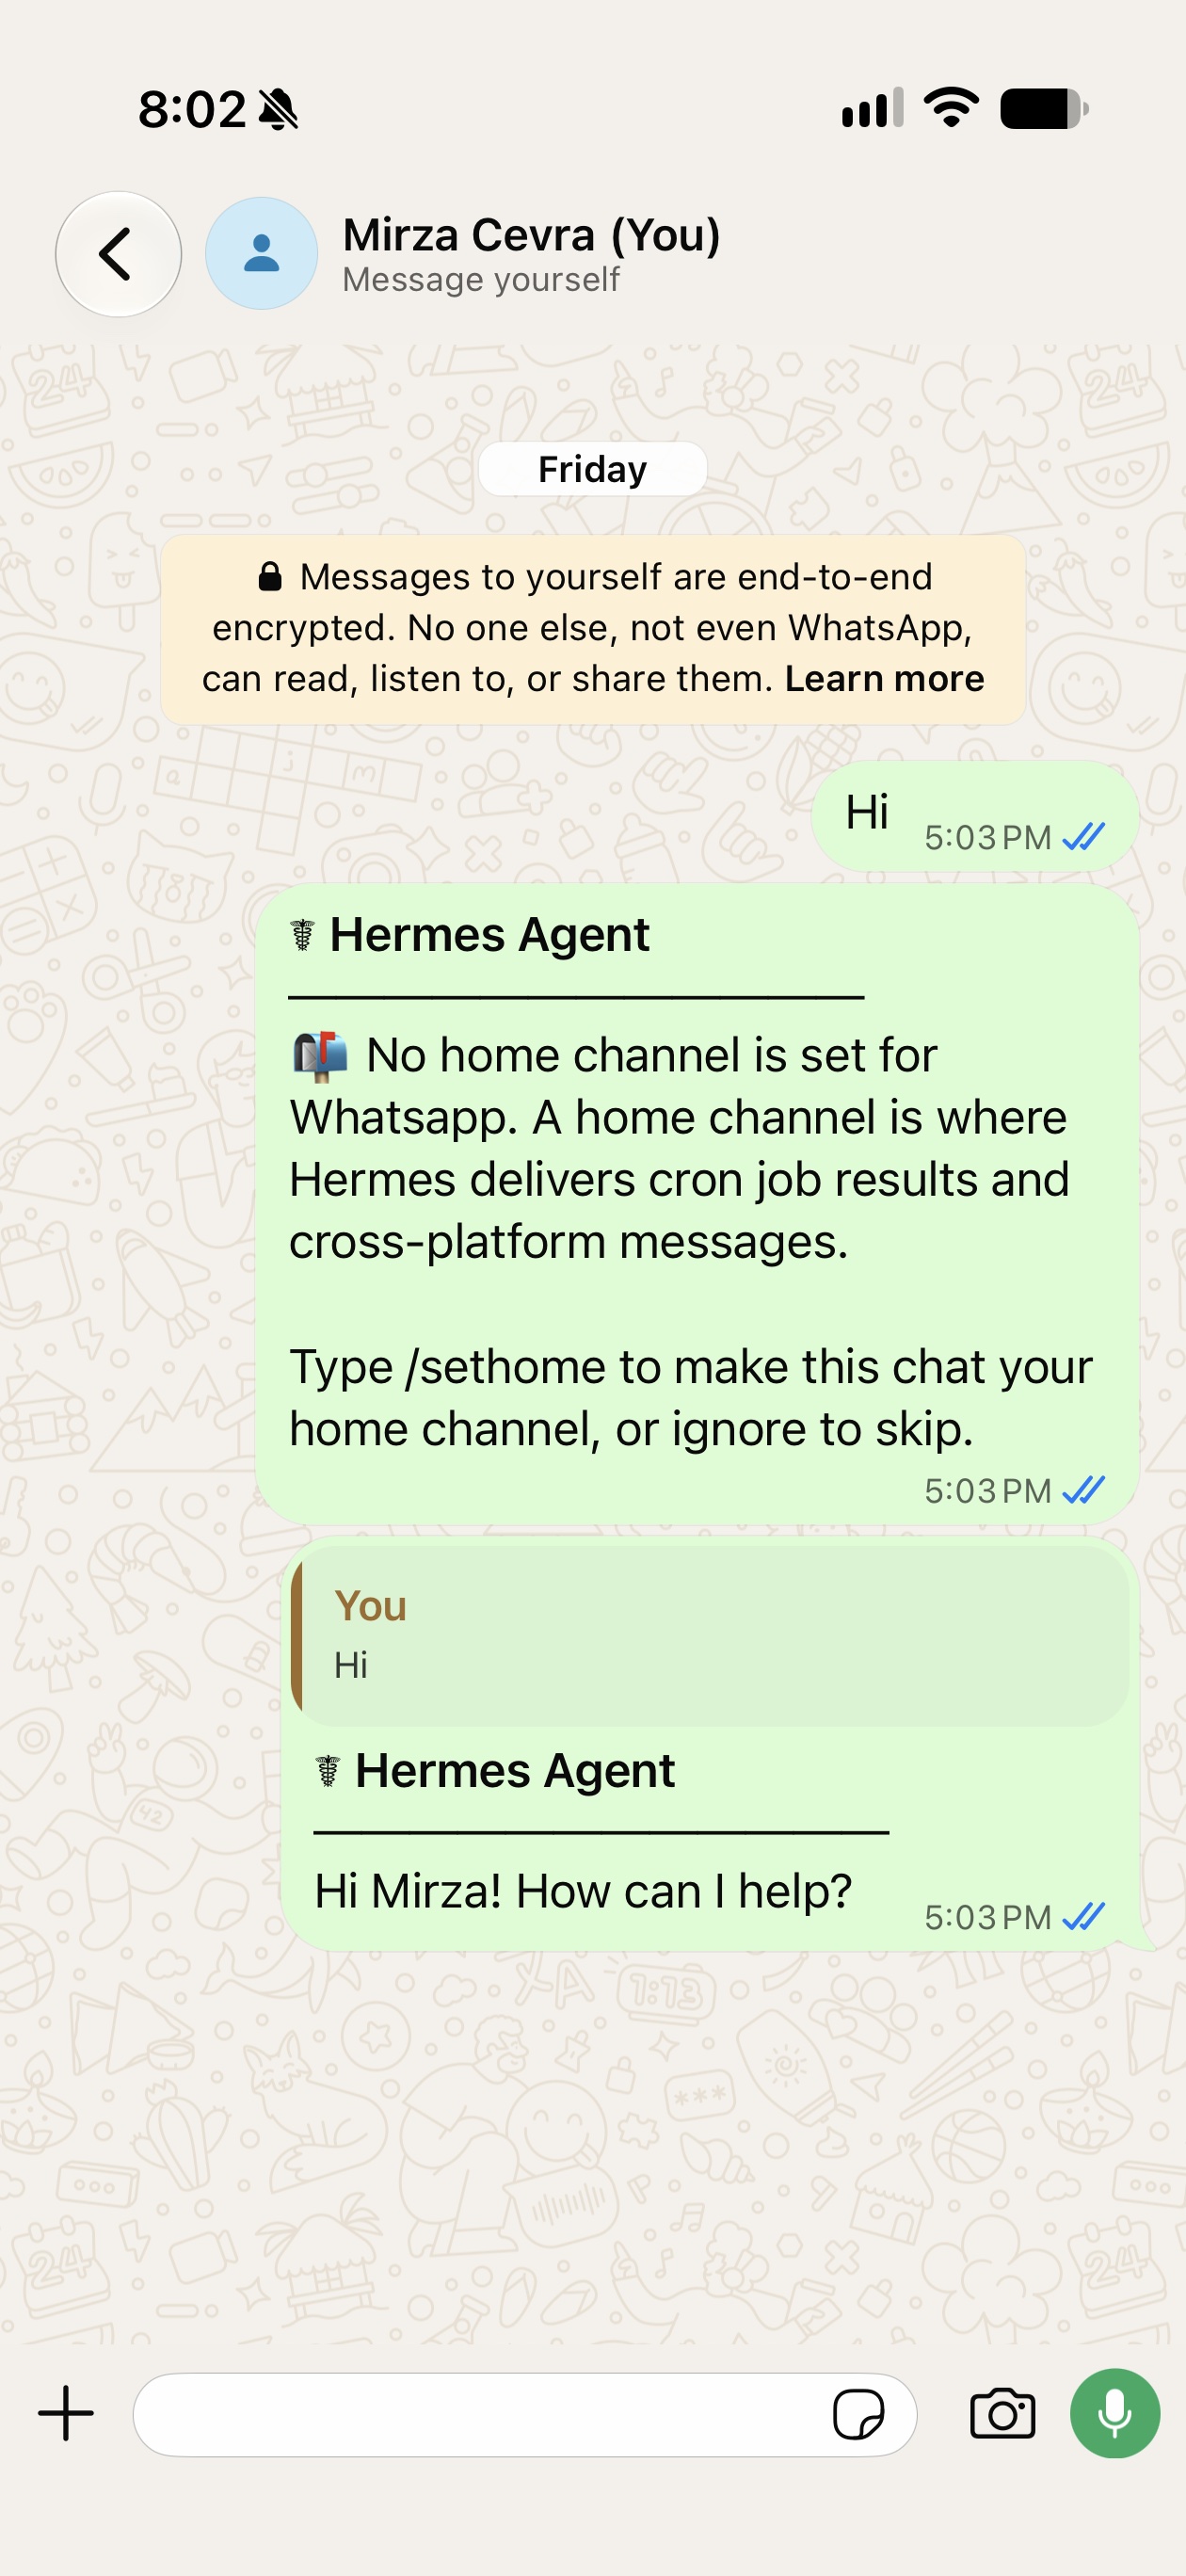 8:02
Mirza Cevra (You)
Message yourself
Friday
Messages to yourself are end-to-end
encrypted. No one else, not even WhatsApp,
can read, listen to, or share them. Learn more
Hi 5:03 PM
☤ Hermes Agent
────────────
📬 No home channel is set for
Whatsapp. A home channel is where
Hermes delivers cron job results and
cross-platform messages.
Type /sethome to make this chat your
home channel, or ignore to skip.
5:03 PM
You
Hi
☤ Hermes Agent
────────────
Hi Mirza! How can I help? 5:03 PM